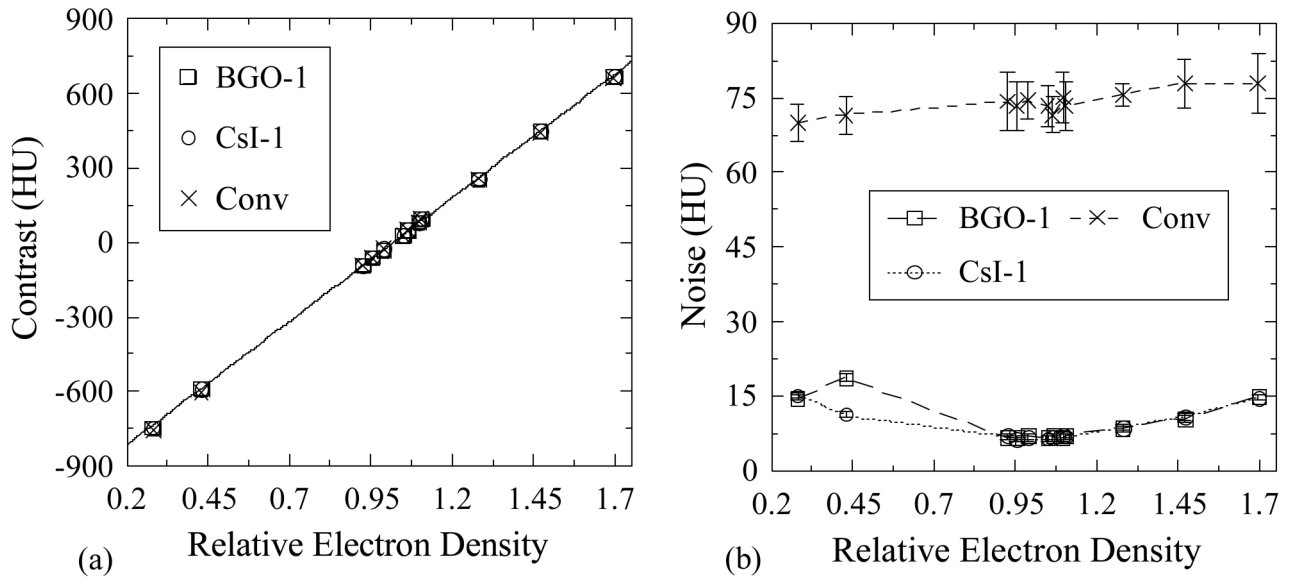 900
600
300
0
-300
-600
-900
Contrast (HU)
BGO-1
CsI-1
Conv
0.2 0.45 0.7 0.95 1.2 1.45 1.7
Relative Electron Density
(a)
90
75
60
45
30
15
0
Noise (HU)
BGO-1 Conv
CsI-1
0.2 0.45 0.7 0.95 1.2 1.45 1.7
Relative Electron Density
(b)